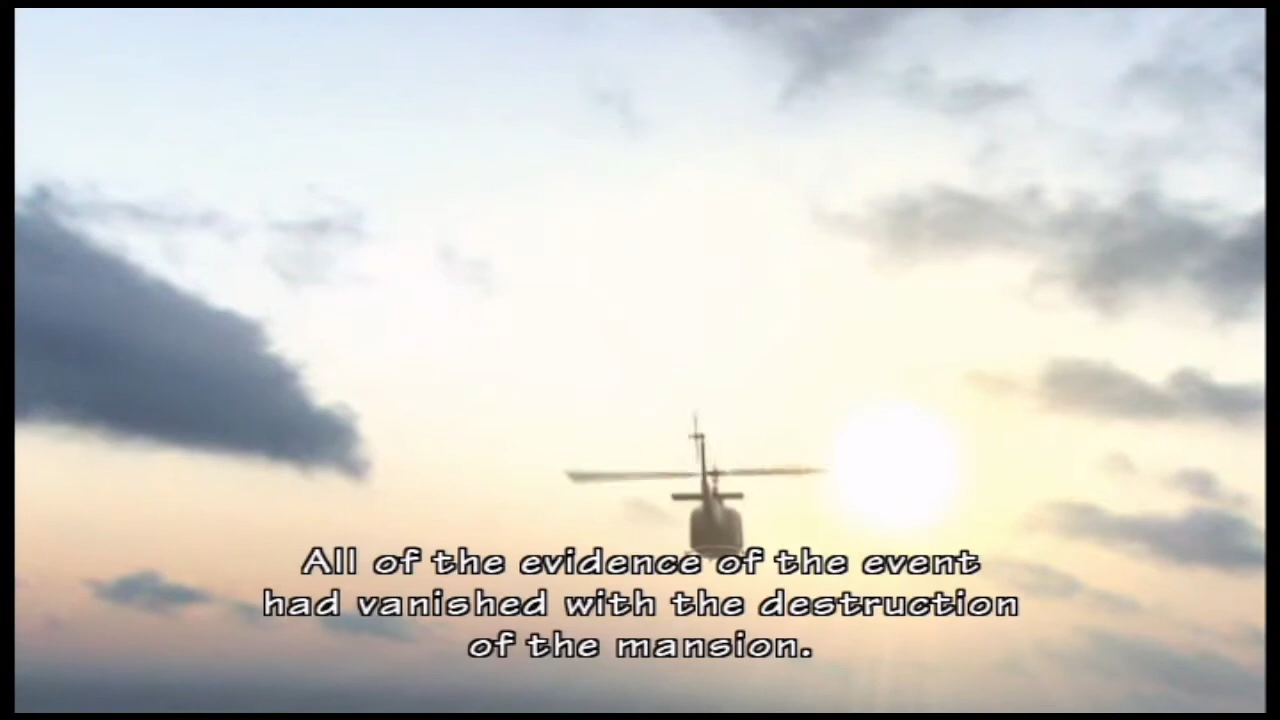 All of the evidence of the event
had vanished with the destruction
of the mansion.